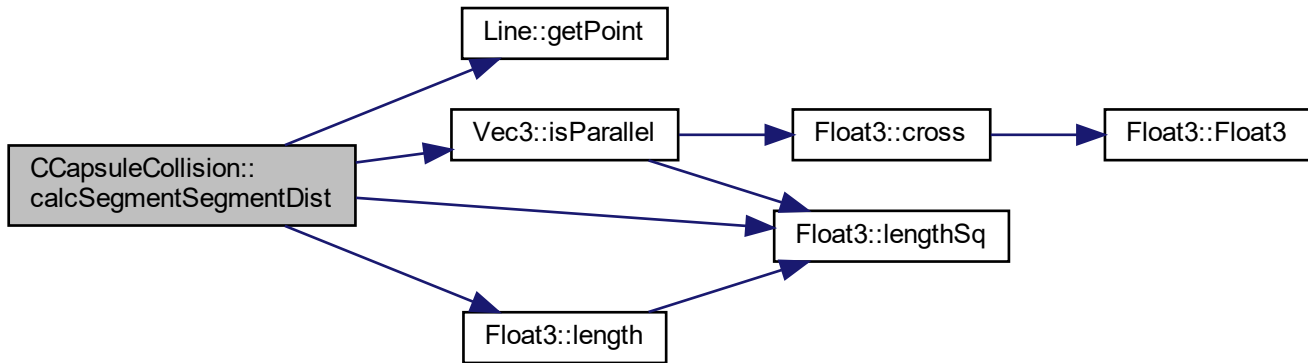 Line::getPoint
Vec3::isParallel
Float3::cross
Float3::Float3
CCapsuleCollision::
calcSegmentSegmentDist
Float3::lengthSq
Float3::length